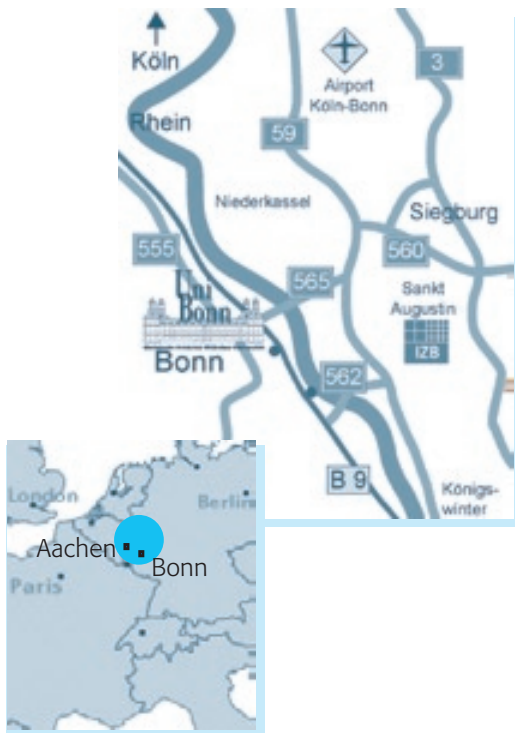 Köln
Rhein
Airport
Köln-Bonn
3
59
Niederkassel
Siegburg
555
560
565
Uni
Bonn
Sankt
Augustin
IZB
Bonn
562
B 9
Königs-
winter
London
Berlin
Aachen
Bonn
Paris